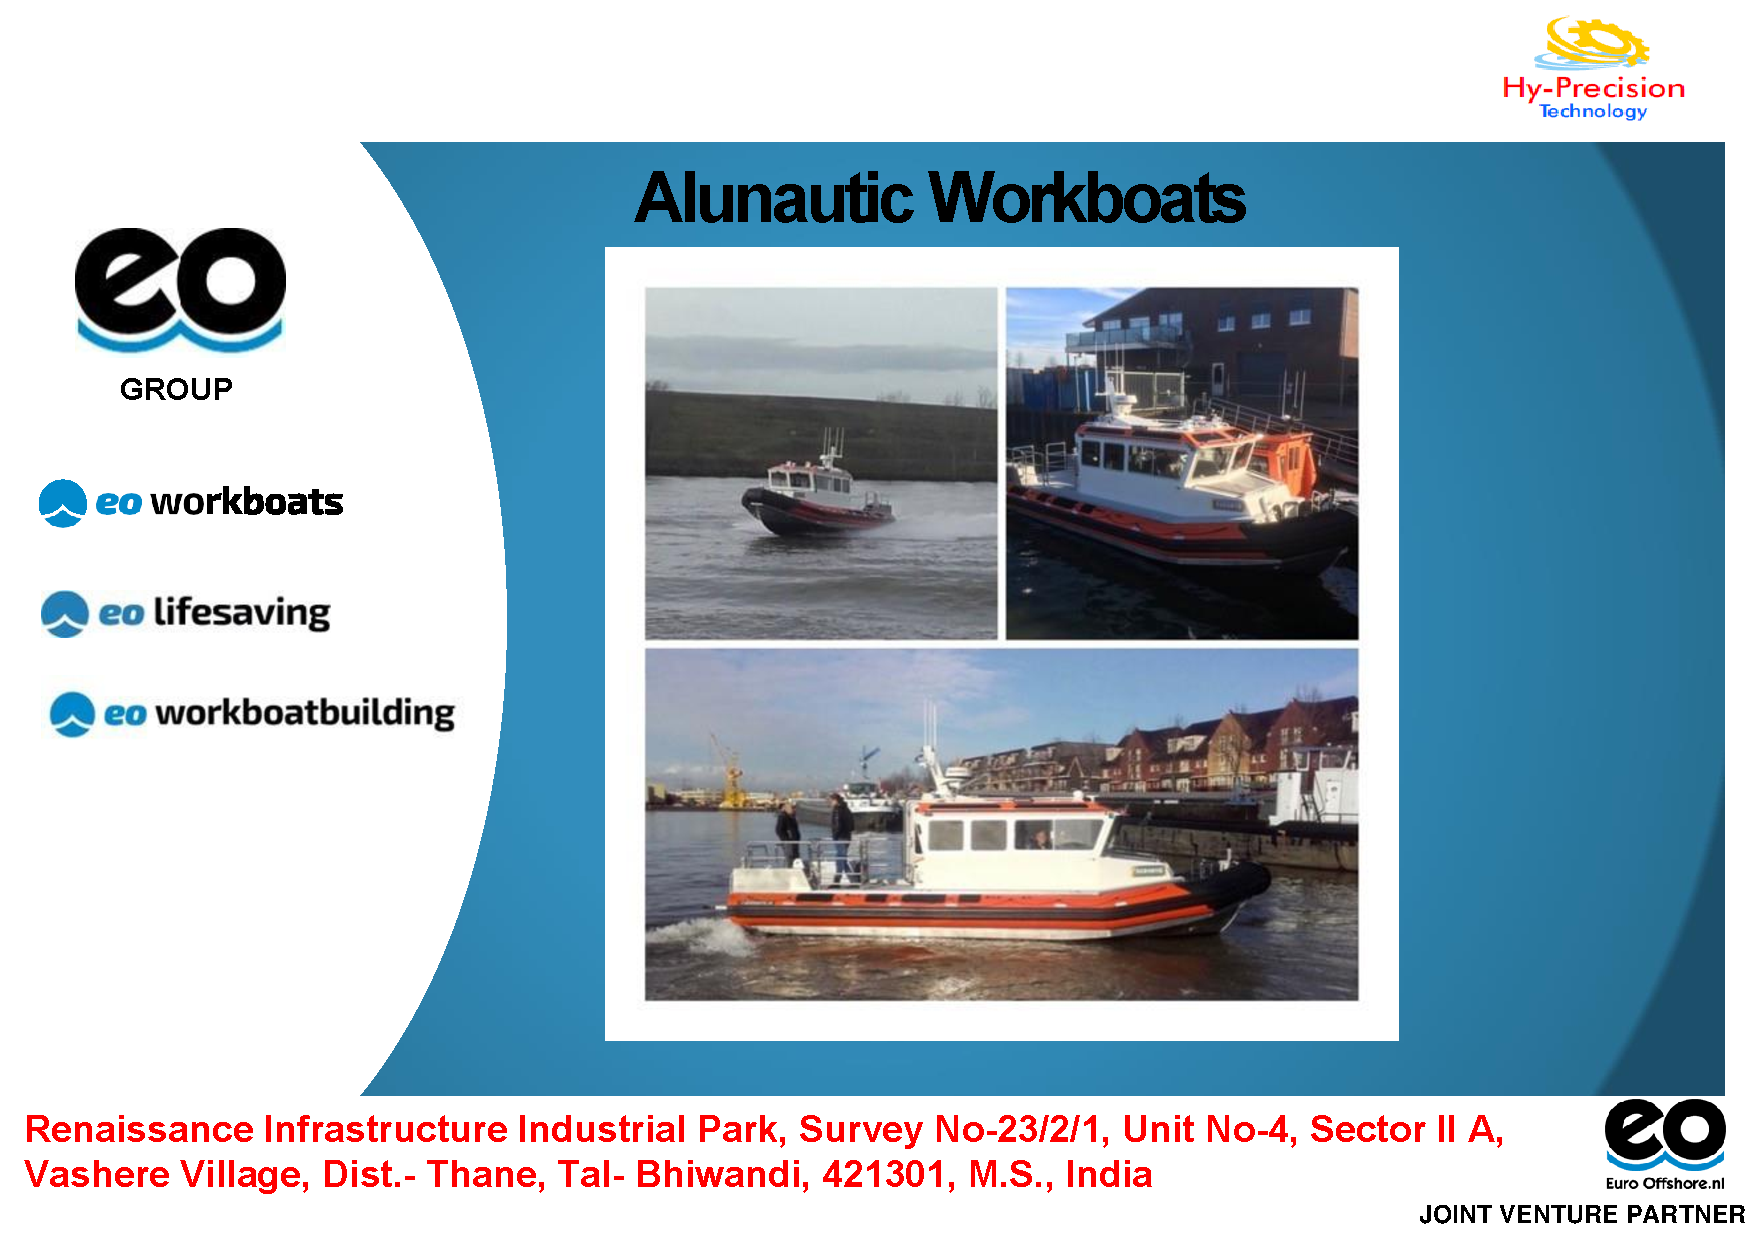 Hy-Precision
Technology
Alunautic Workboats
eo
GROUP
eo workboats
eo lifesaving
eo workboatbuilding
Renaissance Infrastructure Industrial Park, Survey No-23/2/1, Unit No-4, Sector II A,
Vashere Village, Dist.- Thane, Tal- Bhiwandi, 421301, M.S., India
eo
Euro Offshore.nl
JOINT VENTURE PARTNER